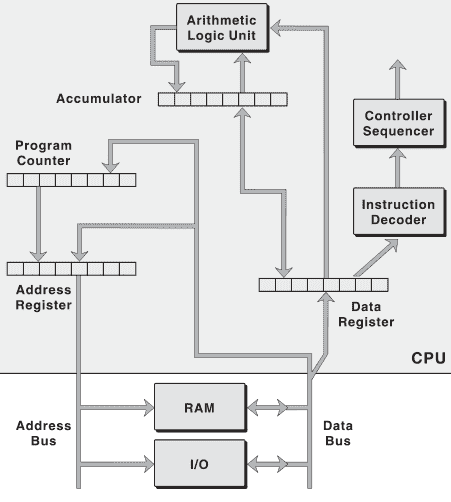 Arithmetic
Logic Unit
Accumulator
Controller
Sequencer
Program
Counter
Instruction
Decoder
Address
Register
Data
Register
CPU
RAM
Address
Bus
Data
Bus
I/O